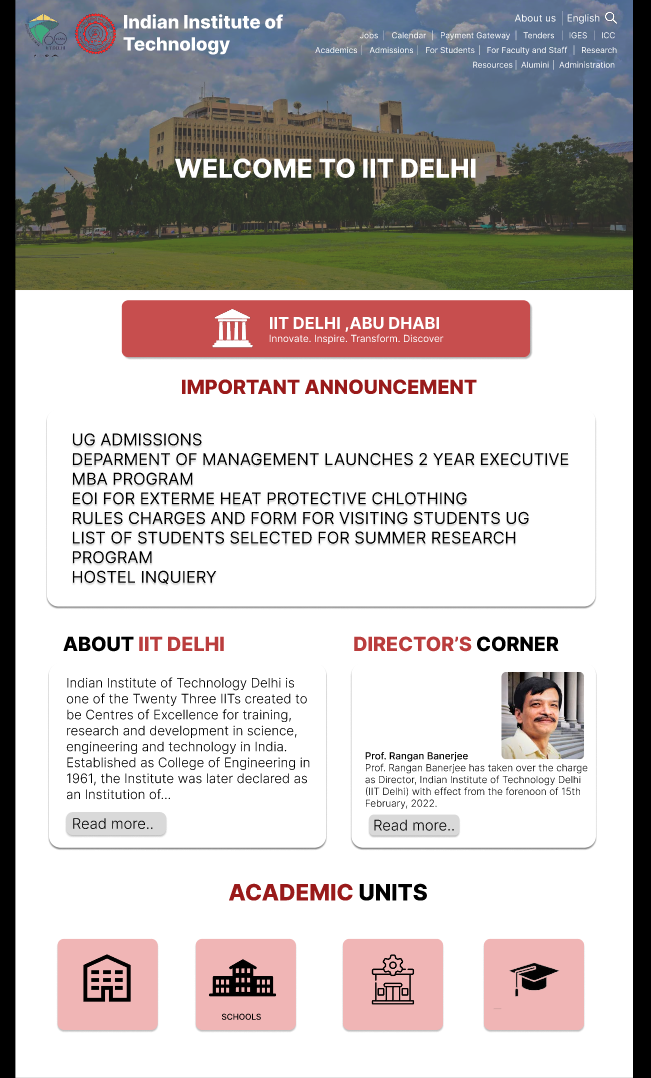 Indian Institute of
Technology
About us | English
Jobs | Calendar | Payment Gateway | Tenders | IGES | ICC
Academics | Admissions | For Students | For Faculty and Staff | Research
Resources | Alumni | Administration
WELCOME TO IIT DELHI
IIT DELHI ,ABU DHABI
Innovate. Inspire. Transform. Discover
IMPORTANT ANNOUNCEMENT
UG ADMISSIONS
DEPARMENT OF MANAGEMENT LAUNCHES 2 YEAR EXECUTIVE
MBA PROGRAM
EOI FOR EXTERME HEAT PROTECTIVE CHLOTHING
RULES CHARGES AND FORM FOR VISITING STUDENTS UG
LIST OF STUDENTS SELECTED FOR SUMMER RESEARCH
PROGRAM
HOSTEL INQUIERY
ABOUT IIT DELHI
Indian Institute of Technology Delhi is
one of the Twenty Three IITs created to
be Centres of Excellence for training,
research and development in science,
engineering and technology in India.
Established as College of Engineering in
1961, the Institute was later declared as
an Institution of...
Read more..
DIRECTOR'S CORNER
Prof. Rangan Banerjee
Prof. Rangan Banerjee has taken over the charge
as Director, Indian Institute of Technology Delhi
(IIT Delhi) with effect from the forenoon of 15th
February, 2022.
Read more..
ACADEMIC UNITS
SCHOOLS